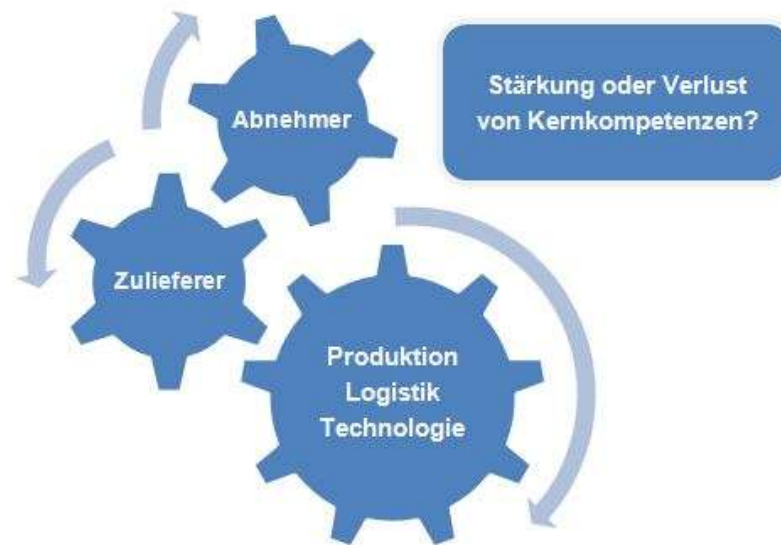 Abnehmer
Stärkung oder Verlust
von Kernkompetenzen?
Zulieferer
Produktion
Logistik
Technologie